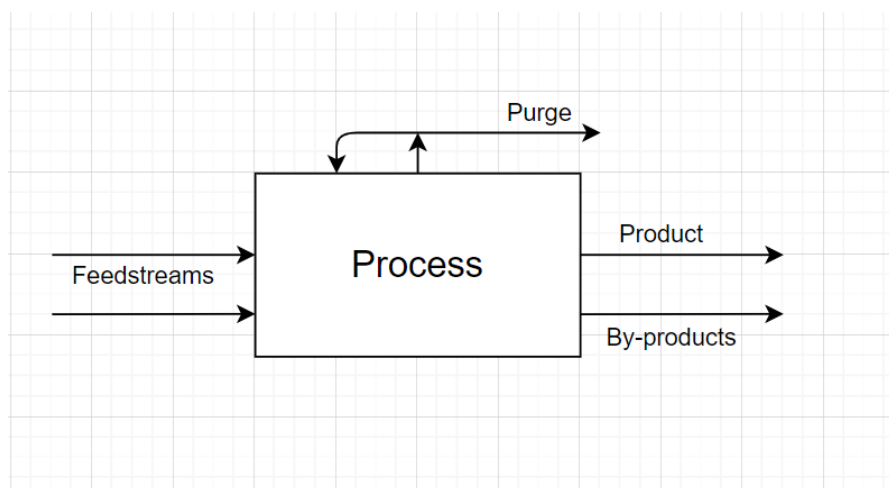 Purge
Product
Feedstreams
Process
By-products